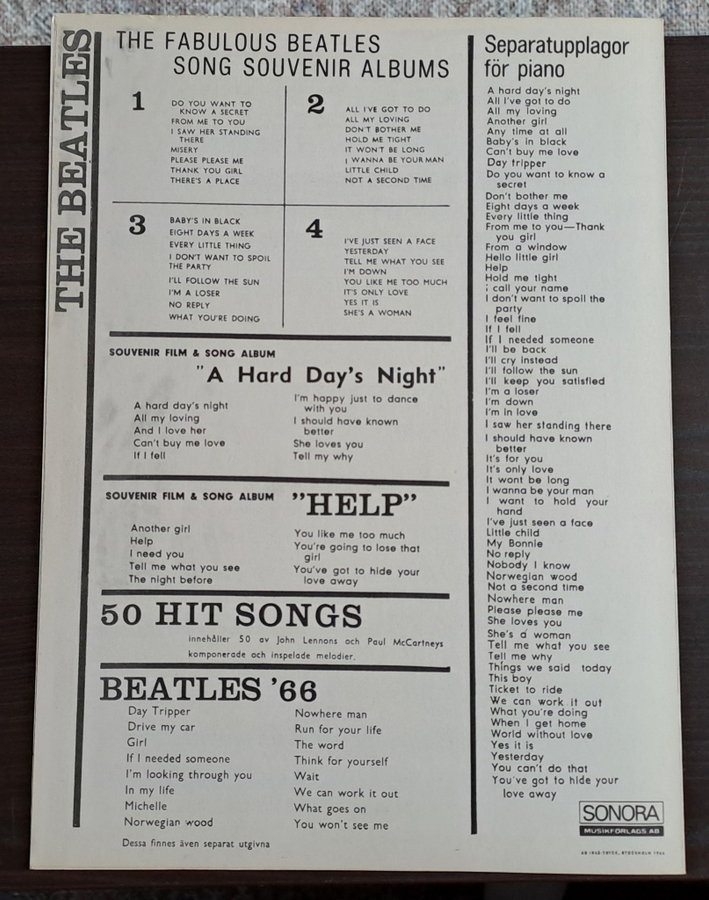 THE BEATLES
THE FABULOUS BEATLES
SONG SOUVENIR ALBUMS
1
DO YOU WANT TO
KNOW A SECRET
FROM ME TO YOU
I SAW HER STANDING
THERE
MISERY
PLEASE PLEASE ME
THANK YOU GIRL
THERE'S A PLACE
2
ALL I'VE GOT TO DO
ALL MY LOVING
DON'T BOTHER ME
HOLD ME TIGHT
IT WON'T BE LONG
I WANNA BE YOUR MAN
LITTLE CHILD
NOT A SECOND TIME
3
BABY'S IN BLACK
EIGHT DAYS A WEEK
EVERY LITTLE THING
I DON'T WANT TO SPOIL
THE PARTY
I'LL FOLLOW THE SUN
I'M A LOSER
NO REPLY
WHAT YOU'RE DOING
4
I'VE JUST SEEN A FACE
YESTERDAY
TELL ME WHAT YOU SEE
I'M DOWN
YOU LIKE ME TOO MUCH
IT'S ONLY LOVE
YES IT IS
SHE'S A WOMAN
SOUVENIR FILM & SONG ALBUM
"A Hard Day's Night"
A hard day's night
All my loving
And I love her
Can't buy me love
If I fell
I'm happy just to dance
with you
I should have known
better
She loves you
Tell my why
SOUVENIR FILM & SONG ALBUM ”HELP”
Another girl
Help
I need you
Tell me what you see
The night before
You like me too much
You're going to lose that
girl
You've got to hide your
love away
50 HIT SONGS
innehåller 50 av John Lennons och Paul McCartneys
komponerade och inspelade melodier.
BEATLES '66
Day Tripper
Drive my car
Girl
If I needed someone
I'm looking through you
In my life
Michelle
Norwegian wood
Nowhere man
Run for your life
The word
Think for yourself
Wait
We can work it out
What goes on
You won't see me
Dessa finnes även separat utgivna
Separatupplagor
för piano
A hard day's night
All I've got to do
All my loving
Another girl
Any time at all
Baby's in black
Can't buy me love
Day tripper
Do you want to know a
secret
Don't bother me
Eight days a week
Every little thing
From me to you—Thank
you girl
From a window
Hello little girl
Help
Hold me tight
i call your name
I don't want to spoil the
party
I feel fine
If I fell
If I needed someone
I'll be back
I'll cry instead
I'll follow the sun
I'll keep you satisfied
I'm a loser
I'm down
I'm in love
I saw her standing there
I should have known
better
It's for you
It's only love
It wont be long
I wanna be your man
I want to hold your
hand
I've just seen a face
Little child
My Bonnie
No reply
Nobody I know
Norwegian wood
Not a second time
Nowhere man
Please please me
She loves you
She's a woman
Tell me what you see
Tell me why
Things we said today
This boy
Ticket to ride
We can work it out
What you're doing
When I get home
World without love
Yes it is
Yesterday
You can't do that
You've got to hide your
love away
SONORA
MUSIKFÖRLAGS AB